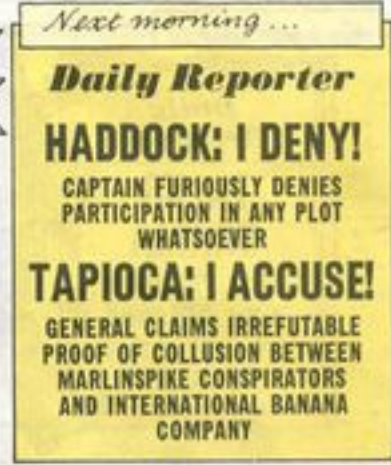 Next morning...
Daily Reporter
HADDOCK: I DENY!
CAPTAIN FURIOUSLY DENIES
PARTICIPATION IN ANY PLOT
WHATSOEVER
TAPIOCA: I ACCUSE!
GENERAL CLAIMS IRREFUTABLE
PROOF OF COLLUSION BETWEEN
MARLINSPIKE CONSPIRATORS
AND INTERNATIONAL BANANA
COMPANY